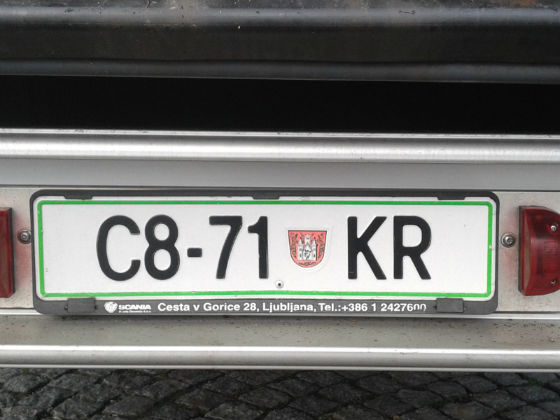 C8-71 KR
SCANIA Cesta v Gorice 28, Ljubljana, Tel.:+386 1 2427600